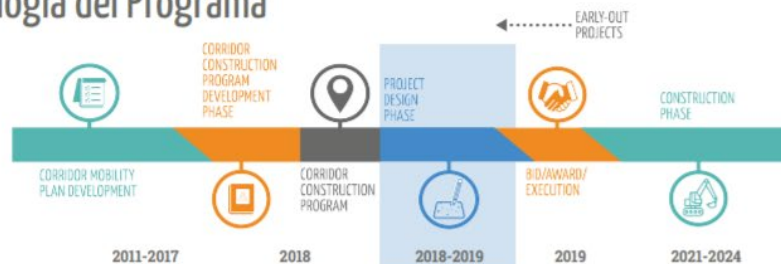 del Programa
EARLY-OUT
PROJECTS
CORRIDOR
CONSTRUCTION
PROGRAM
DEVELOPMENT
PHASE
PROJECT
DESIGN
PHASE
CONSTRUCTION
PHASE
CORRIDOR MOBILITY
PLAN DEVELOPMENT
CORRIDOR
CONSTRUCTION
PROGRAM
BID/AWARD/
EXECUTION
2011-2017
2018
2018-2019
2019
2021-2024